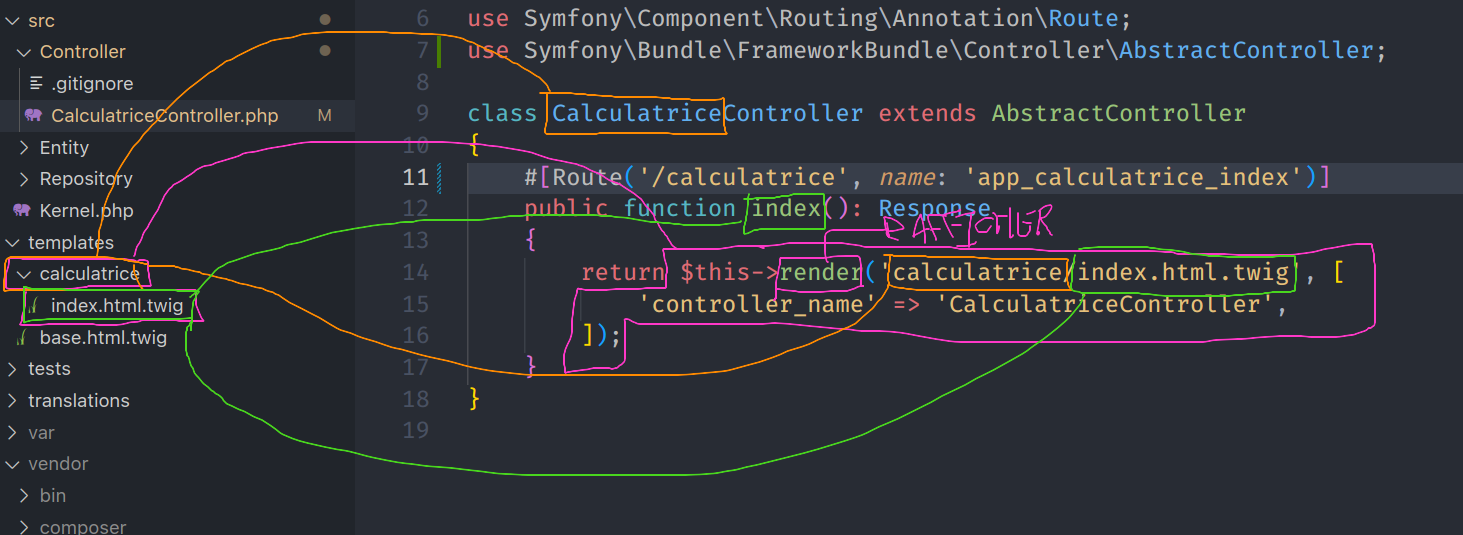 src
Controller
.gitignore
CalculatriceController.php M
Entity
Repository
Kernel.php
templates
calculatrice
index.html.twig
base.html.twig
tests
translations
var
vendor
bin
composer
6 use Symfony\Component\Routing\Annotation\Route;
7 use Symfony\Bundle\FrameworkBundle\Controller\AbstractController;
8
9 class CalculatriceController extends AbstractController
10 {
11 #[Route('/calculatrice', name: 'app_calculatrice_index')]
12 public function index(): Response
13 {
14 return $this->render('calculatrice/index.html.twig', [
15 'controller_name' => 'CalculatriceController',
16 ]);
17 }
18 }
19